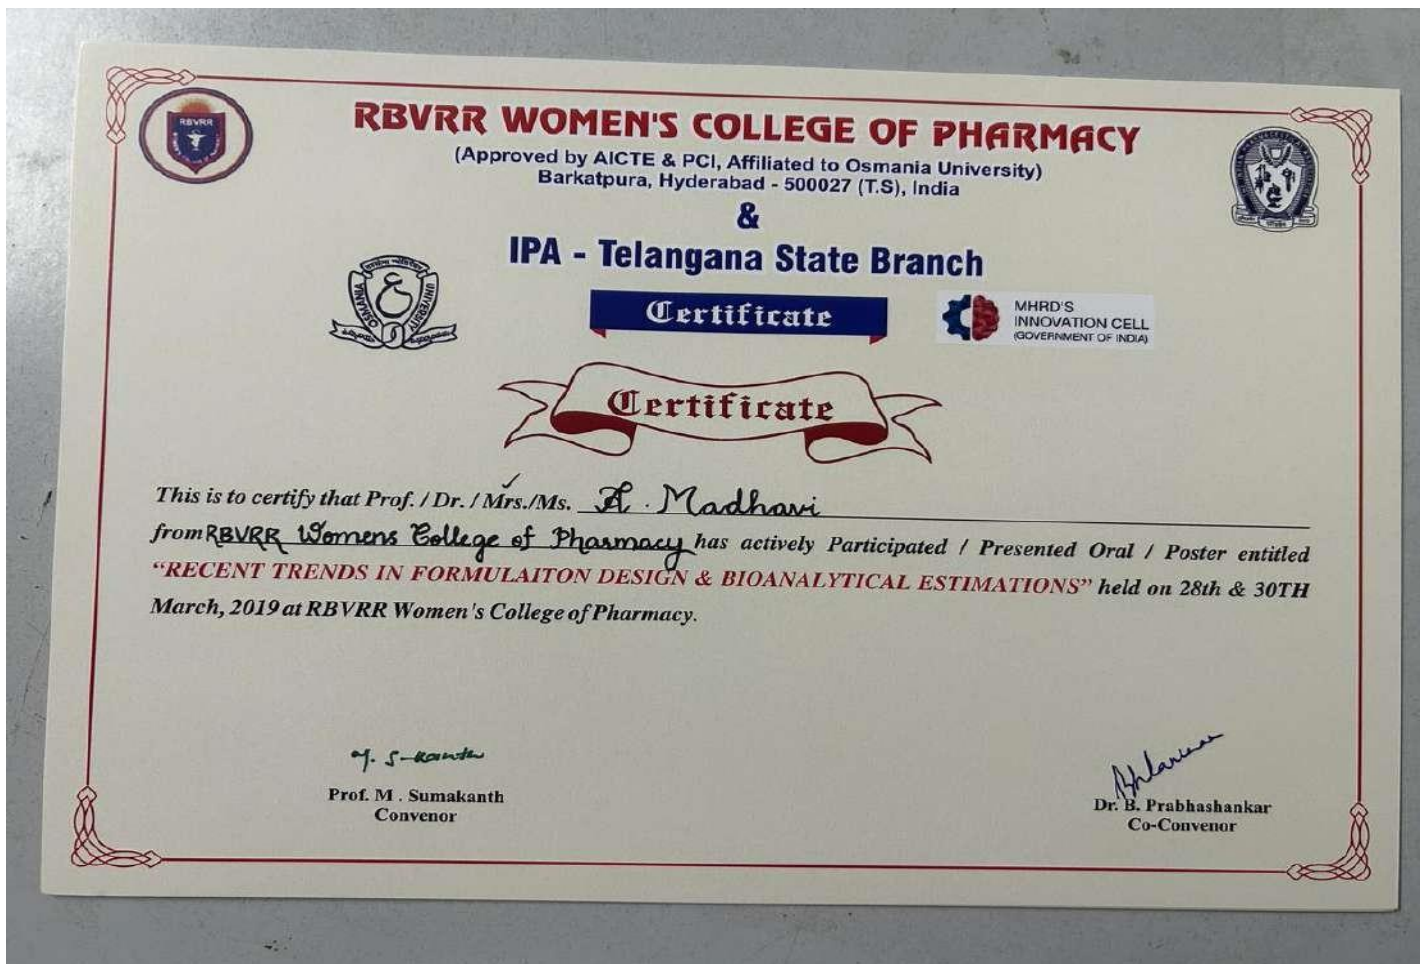 RBVRR
RBVRR WOMEN'S COLLEGE OF PHARMACY
(Approved by AICTE & PCI, Affiliated to Osmania University)
Barkatpura, Hyderabad - 500027 (T.S), India
&
IPA - Telangana State Branch
OSMANIA UNIVERSITY
Certificate
MHRD'S
INNOVATION CELL
(GOVERNMENT OF INDIA)
Certificate
This is to certify that Prof. / Dr. / Mrs./Ms. A. Madhavi
from RBVRR Womens College of Pharmacy has actively Participated / Presented Oral / Poster entitled
“RECENT TRENDS IN FORMULAITON DESIGN & BIOANALYTICAL ESTIMATIONS” held on 28th & 30TH
March, 2019 at RBVRR Women's College of Pharmacy.
Prof. M . Sumakanth
Convenor
Dr. B. Prabhashankar
Co-Convenor